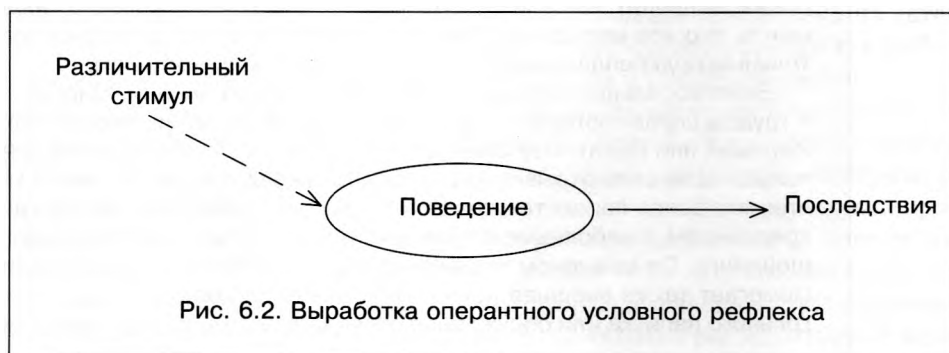 Различительный
стимул
Поведение
Последствия
Рис. 6.2. Выработка оперантного условного рефлекса